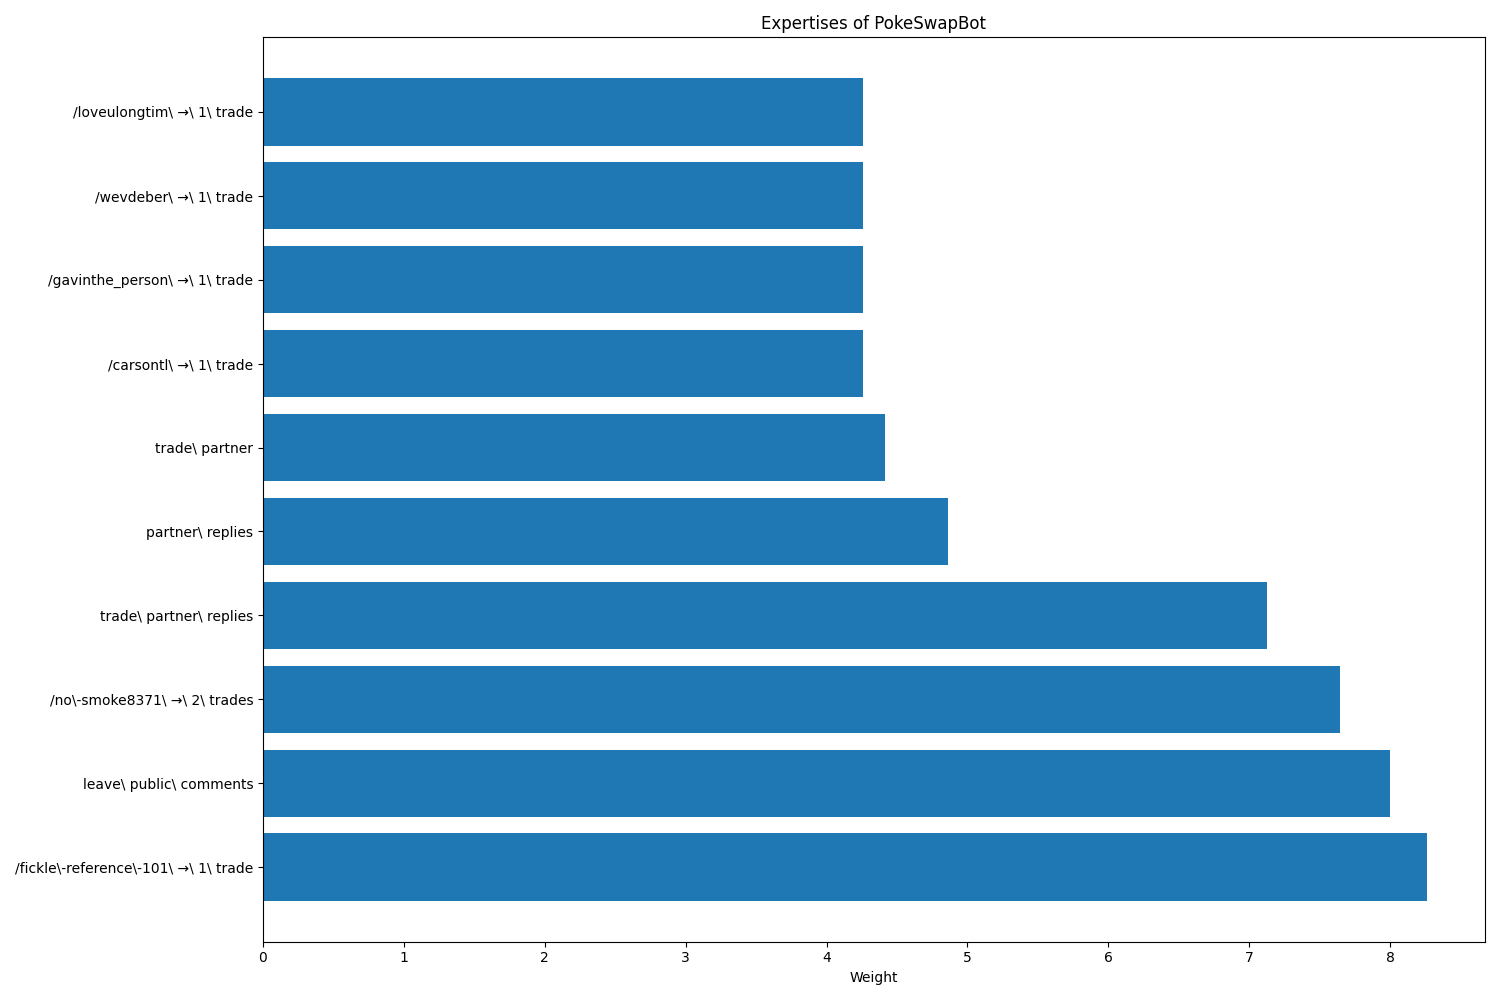 Expertises of PokeSwapBot
/loveulongtim\ →\ 1\ trade
/wevdeber\ →\ 1\ trade
/gavinthe_person\ →\ 1\ trade
/carsontl\ →\ 1\ trade
trade\ partner
partner\ replies
trade\ partner\ replies
/no\-smoke8371\ →\ 2\ trades
leave\ public\ comments
/fickle\-reference\-101\ →\ 1\ trade
0 1 2 3 4 5 6 7 8
Weight